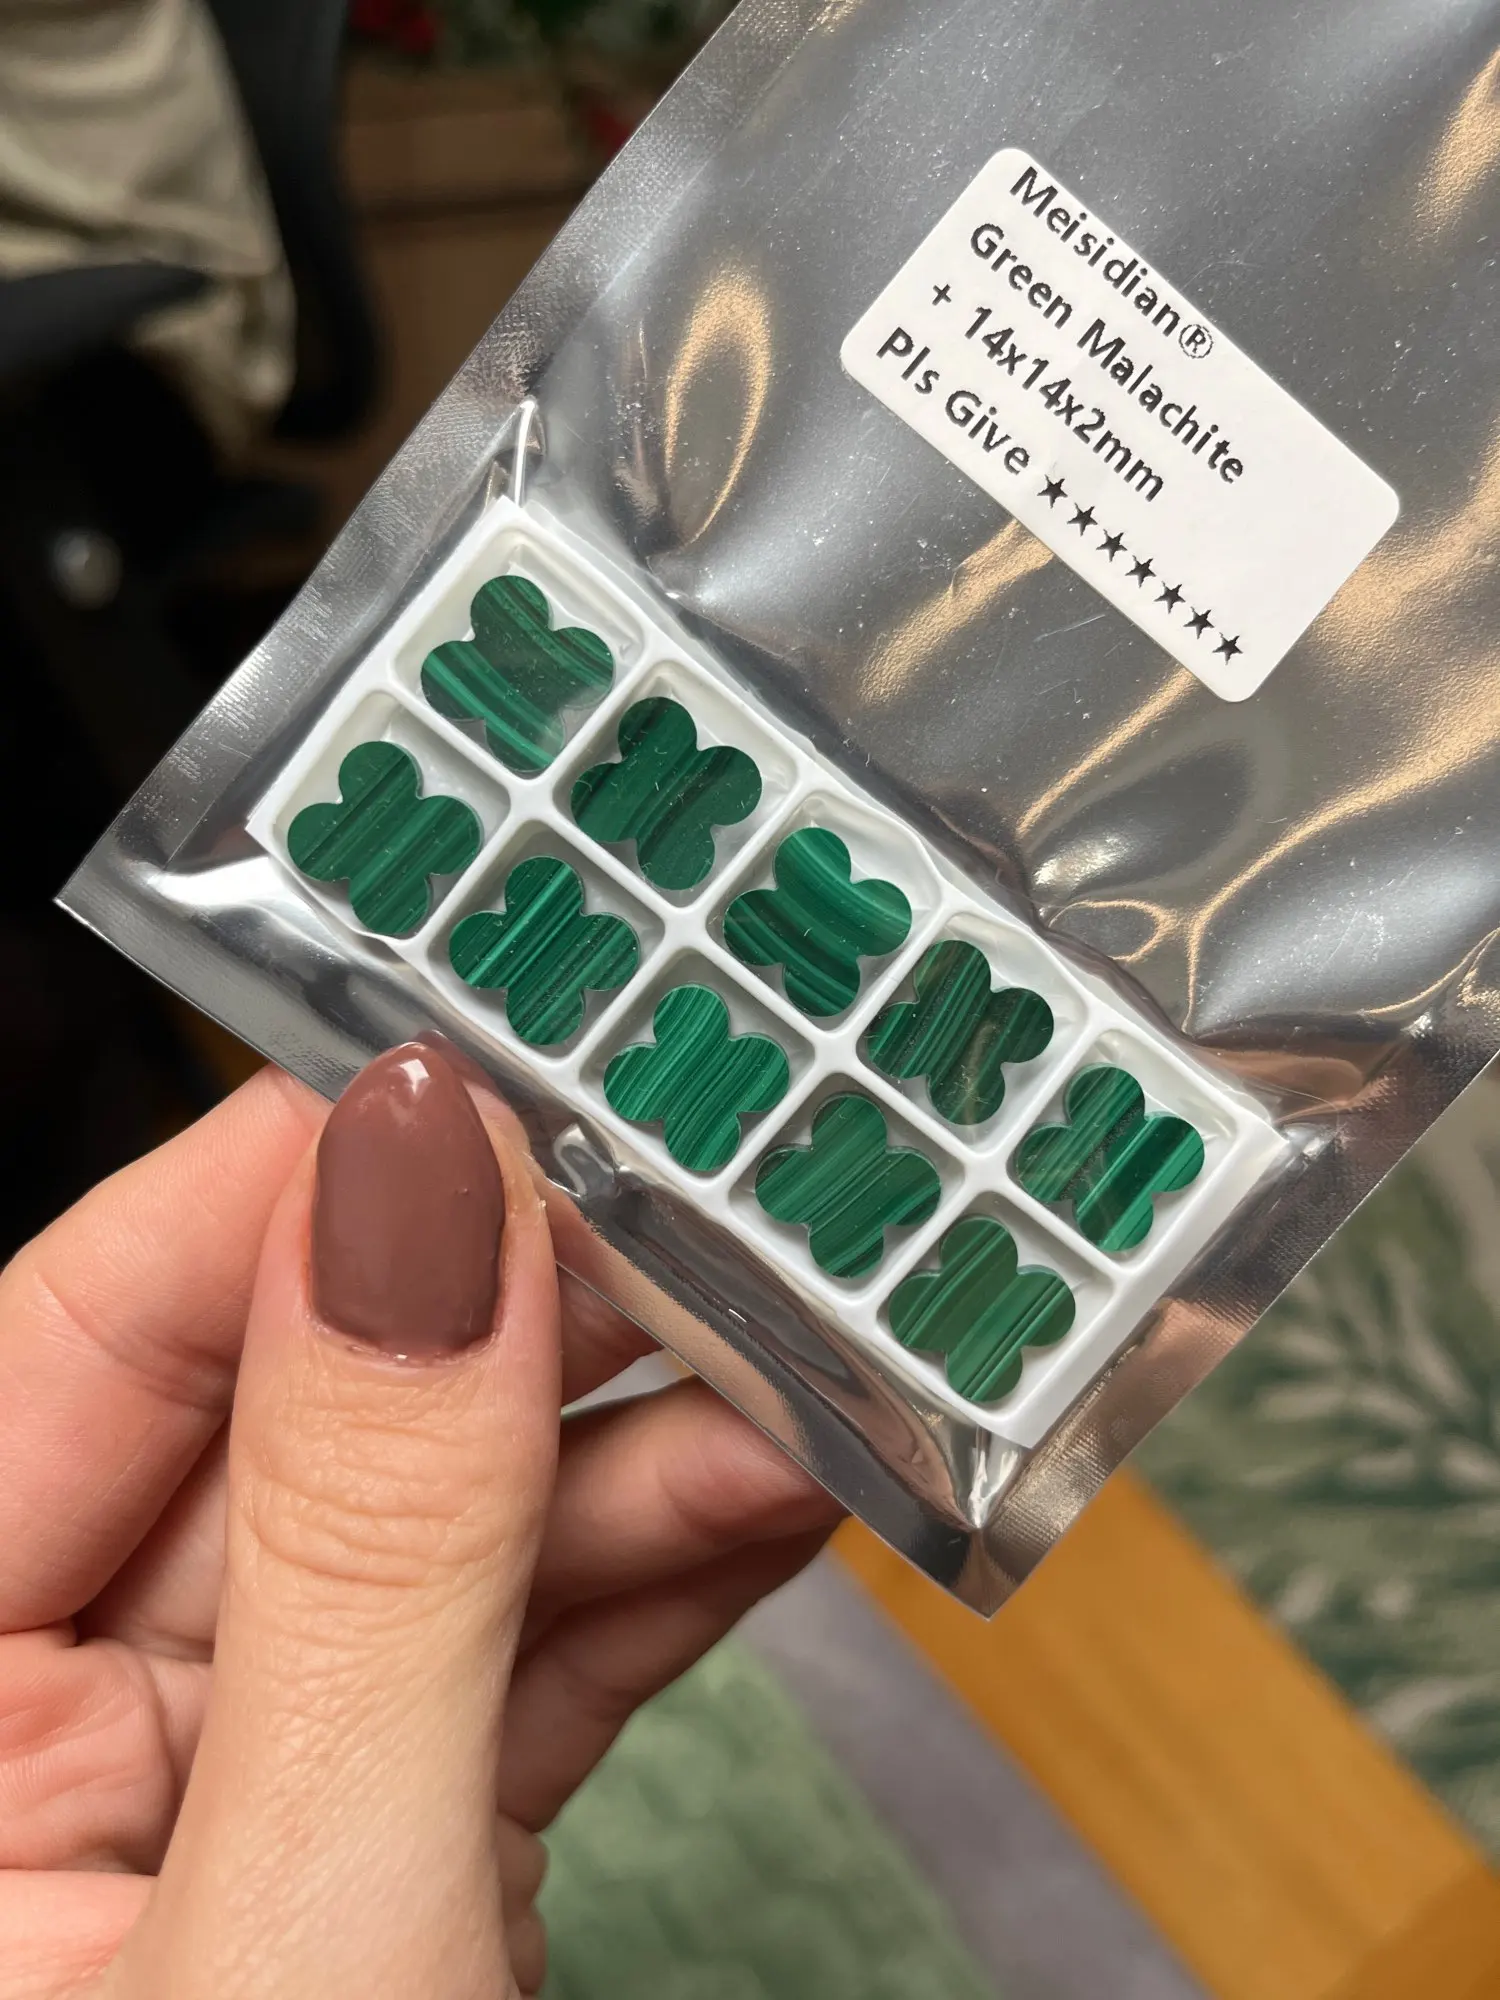 Meisidian®
Green Malachite
+ 14x14x2mm
Pls Give ★★★★★★★